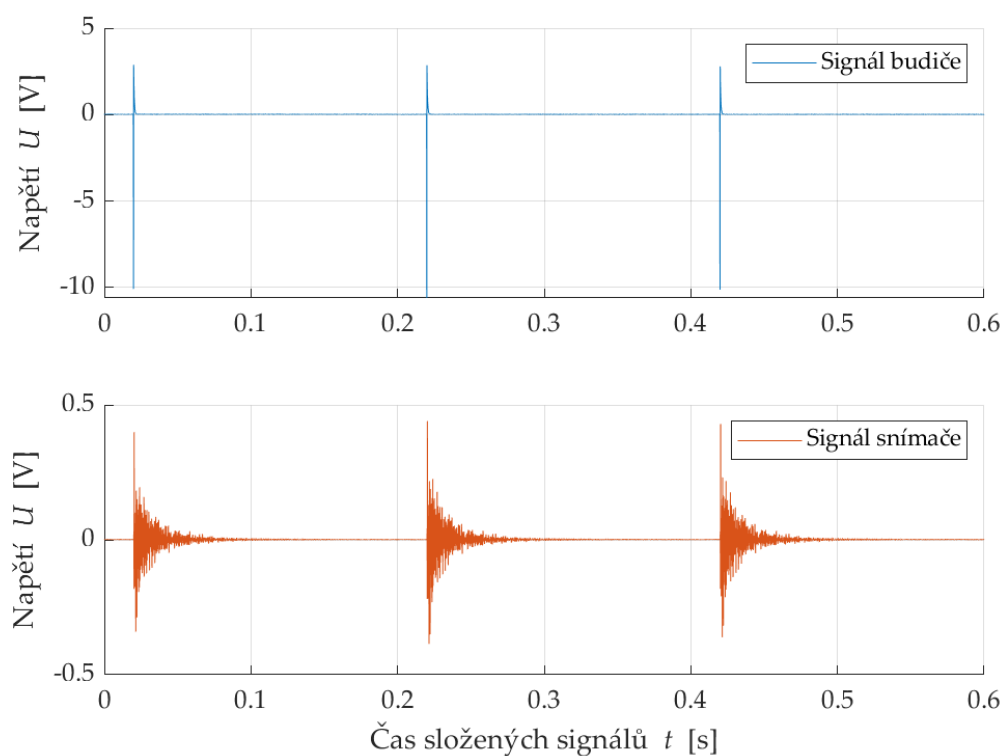 Napětí U [V]
5
0
-5
-10
Signál budiče
0 0.1 0.2 0.3 0.4 0.5 0.6
Napětí U [V]
0.5
0
-0.5
Signál snímače
0 0.1 0.2 0.3 0.4 0.5 0.6
Čas složených signálů t [s]